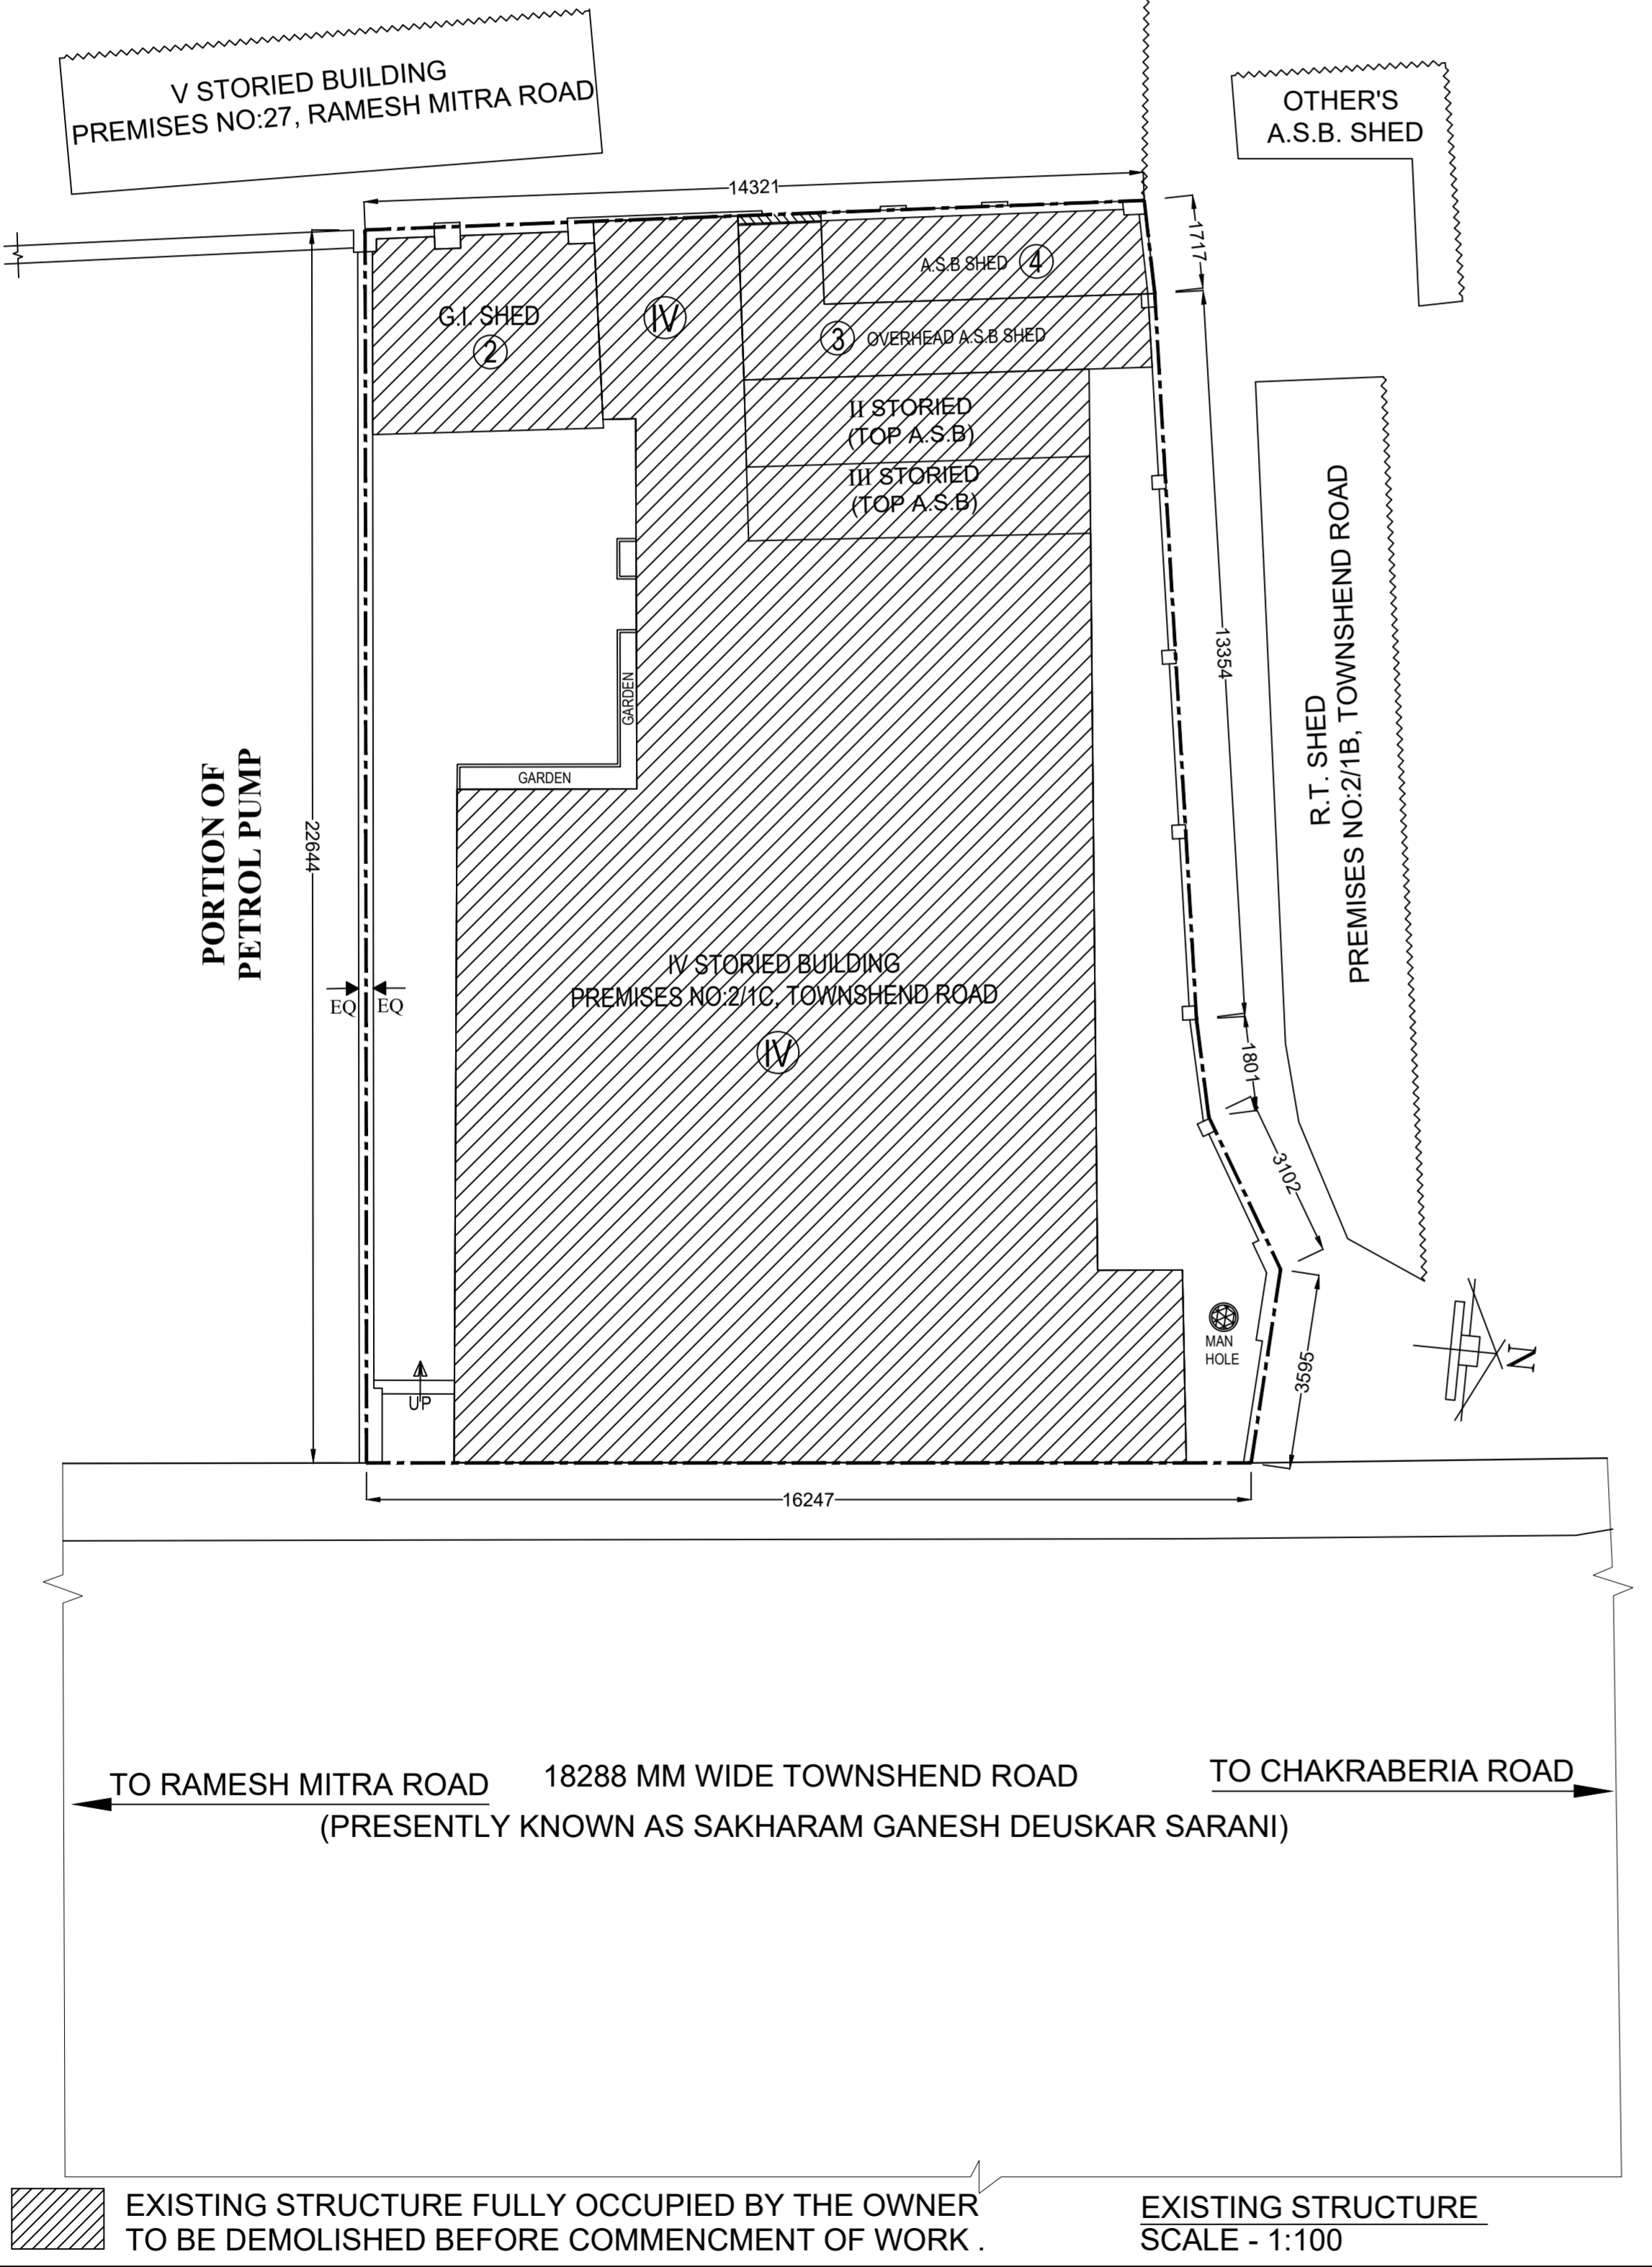 V STORIED BUILDING
PREMISES NO:27, RAMESH MITRA ROAD
OTHER'S
A.S.B. SHED
14321
1717
A.S.B SHED 4
G.I. SHED
2
IV
3 OVERHEAD A.S.B SHED
II STORIED
(TOP A.S.B)
III STORIED
(TOP A.S.B)
13354
R.T. SHED
PREMISES NO:2/1B, TOWNSHEND ROAD
GARDEN
GARDEN
PORTION OF
PETROL PUMP
22644
EQ EQ
IV STORIED BUILDING
PREMISES NO:2/1C, TOWNSHEND ROAD
IV
1801
3102
MAN
HOLE
3595
N
UP
16247
TO RAMESH MITRA ROAD
18288 MM WIDE TOWNSHEND ROAD
TO CHAKRABERIA ROAD
(PRESENTLY KNOWN AS SAKHARAM GANESH DEUSKAR SARANI)
EXISTING STRUCTURE FULLY OCCUPIED BY THE OWNER
TO BE DEMOLISHED BEFORE COMMENCMENT OF WORK .
EXISTING STRUCTURE
SCALE - 1:100